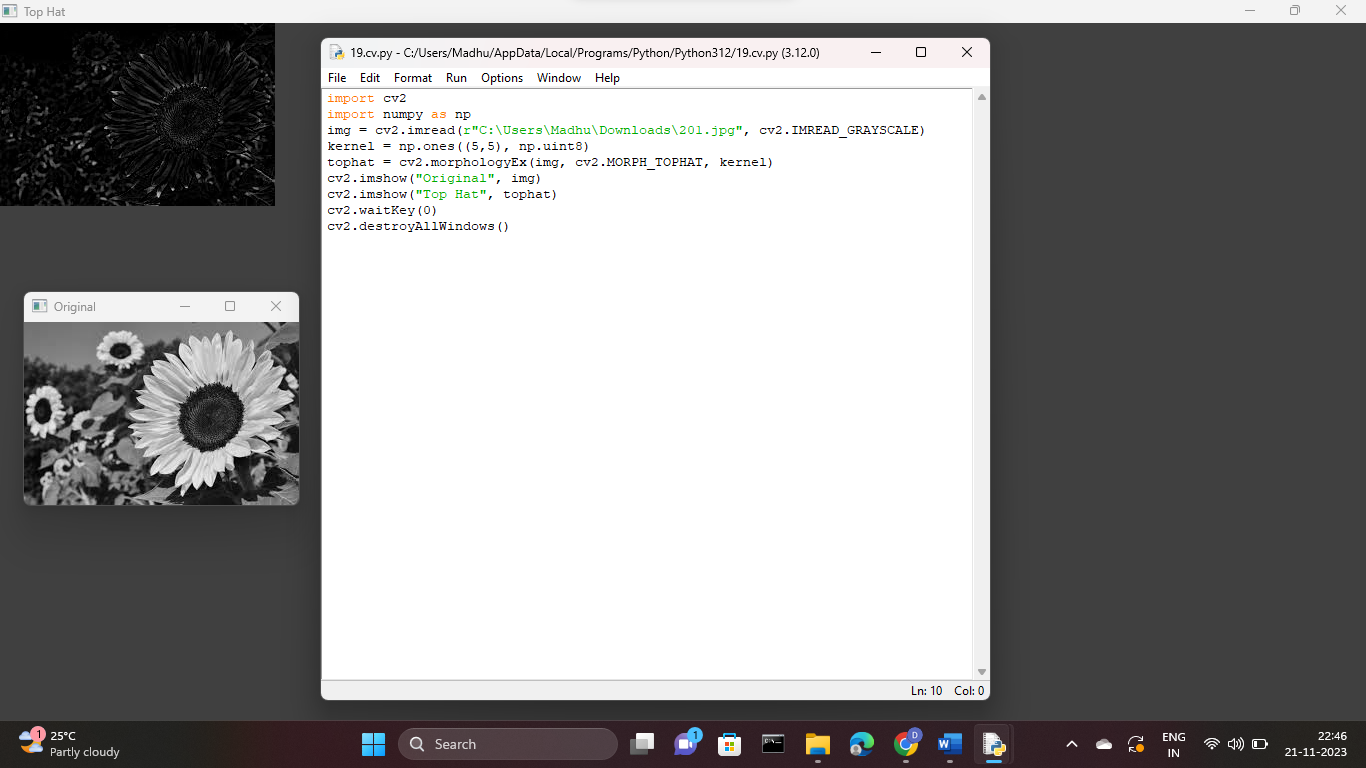 Top Hat
19.cv.py - C:/Users/Madhu/AppData/Local/Programs/Python/Python312/19.cv.py (3.12.0)
File Edit Format Run Options Window Help
import cv2
import numpy as np
img = cv2.imread(r"C:\Users\Madhu\Downloads\201.jpg", cv2.IMREAD_GRAYSCALE)
kernel = np.ones((5,5), np.uint8)
tophat = cv2.morphologyEx(img, cv2.MORPH_TOPHAT, kernel)
cv2.imshow("Original", img)
cv2.imshow("Top Hat", tophat)
cv2.waitKey(0)
cv2.destroyAllWindows()
Original
Ln: 10 Col: 0
1
25°C
Partly cloudy
Search
1
D
W
ENG
IN
22:46
21-11-2023